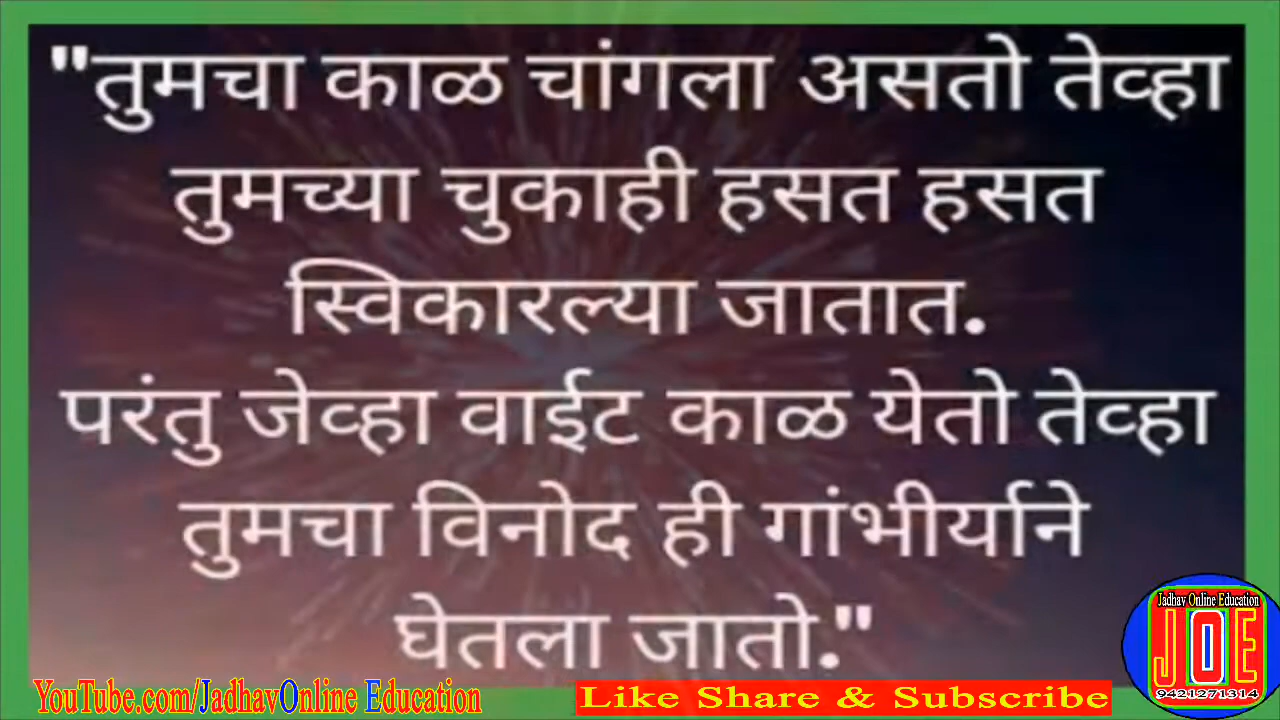 "तुमचा काळ चांगला असतो तेव्हा
तुमच्या चुकाही हसत हसत
स्विकारल्या जातात.
परंतु जेव्हा वाईट काळ येतो तेव्हा
तुमचा विनोद ही गांभीर्याने
घेतला जातो."
Jadhav Online Education
JOE
9421271314
YouTube.com/JadhavOnline Education
Like Share & Subscribe